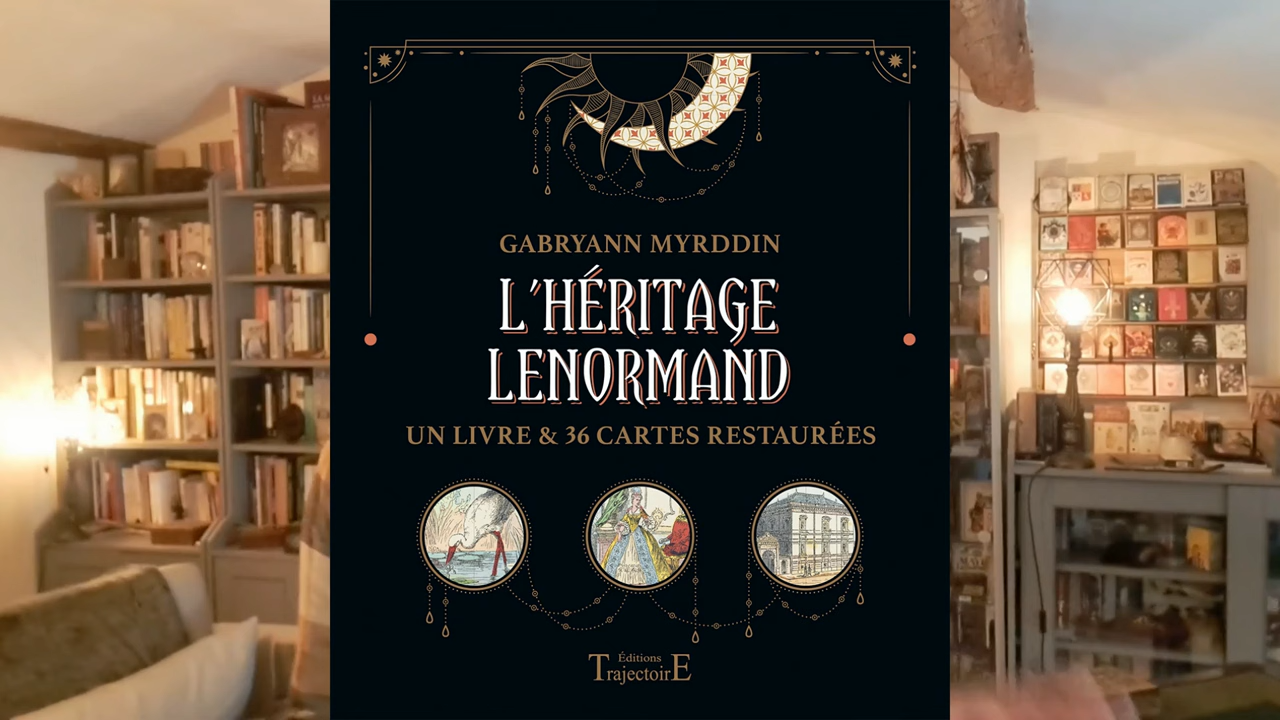 GABRYANN MYRDDIN
L'HÉRITAGE
LENORMAND
UN LIVRE & 36 CARTES RESTAURÉES
Éditions
TrajectoirE